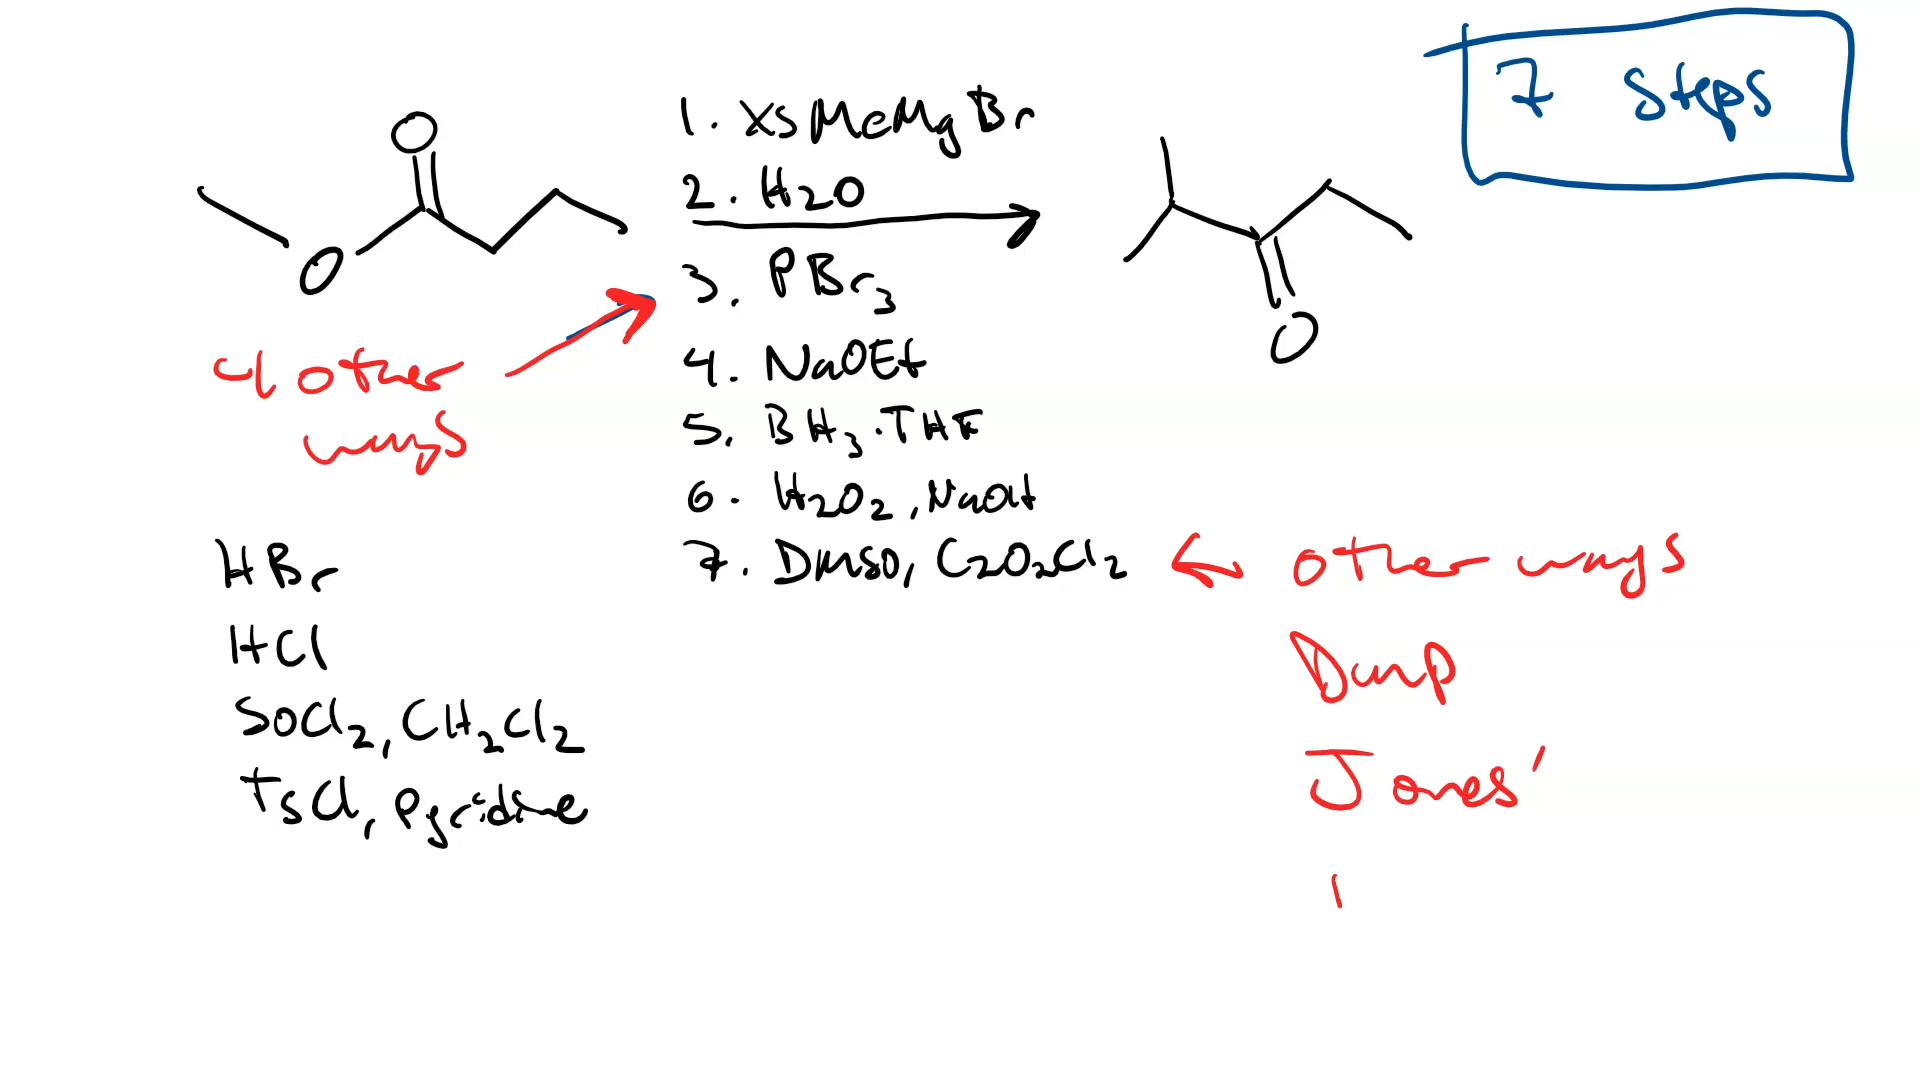 7 steps
O
O
1. XS MeMgBr
2. H2O
3. PBr3
4. NaOEt
5. BH3·THF
6. H2O2, NaOH
7. DMSO, C2O2Cl2
O
4 other
ways
HBr
HCl
SOCl2, CH2Cl2
TsCl, Pyridine
other ways
DMP
Jones'